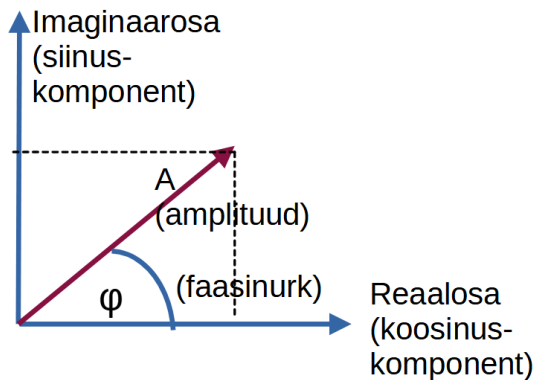 Imaginaarosa
(siinus-
komponent)
A
(amplituud)
(faasinurk)
φ
Reaalosa
(koosinus-
komponent)